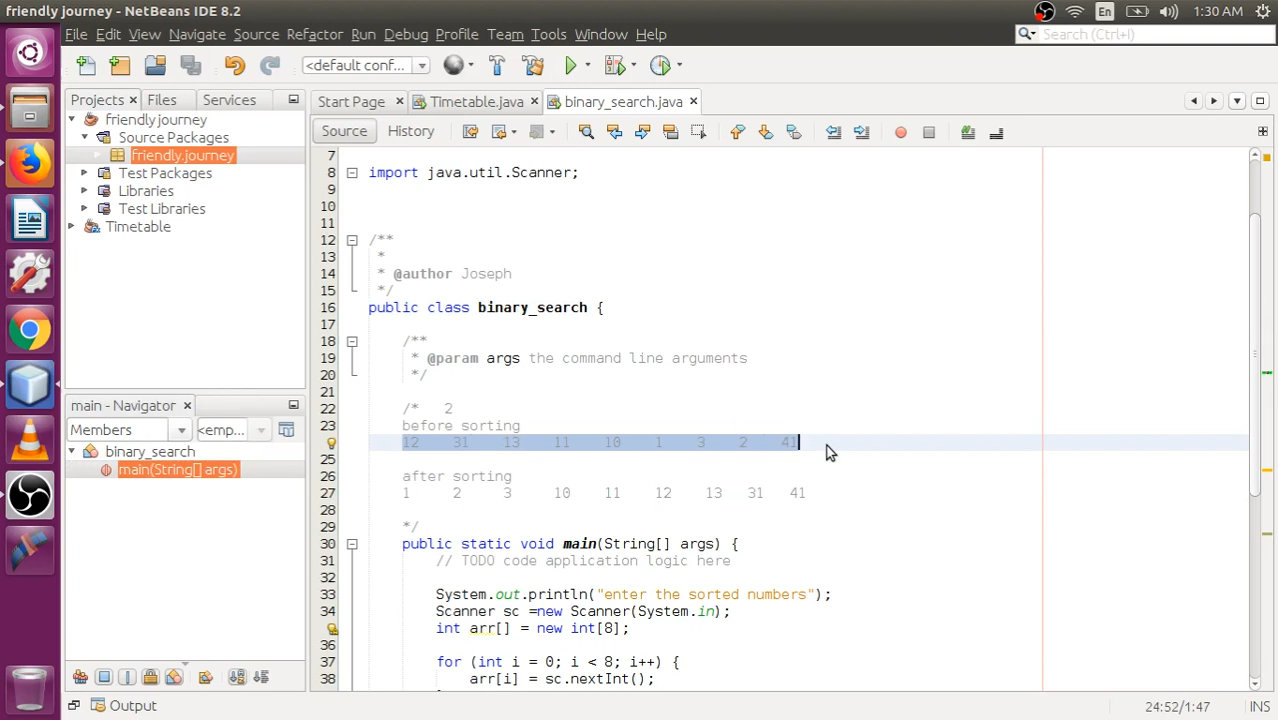 friendly journey - NetBeans IDE 8.2
En
1:30 AM
File Edit View Navigate Source Refactor Run Debug Profile Team Tools Window Help
Search (Ctrl+I)
<default conf...
Projects Files Services
Start Page Timetable.java binary_search.java
friendly journey
Source Packages
friendly.journey
Test Packages
Libraries
Test Libraries
Timetable
main - Navigator
Members <emp...
binary_search
main(String[] args)
Source History
7
8 import java.util.Scanner;
9
10
11
12 /**
13 *
14 * @author Joseph
15 */
16 public class binary_search {
17
18 /**
19 * @param args the command line arguments
20 */
21
22 /* 2
23 before sorting
12 31 13 11 10 1 3 2 41
25
26 after sorting
27 1 2 3 10 11 12 13 31 41
28
29 */
30 public static void main(String[] args) {
31 // TODO code application logic here
32
33 System.out.println("enter the sorted numbers");
34 Scanner sc =new Scanner(System.in);
int arr[] = new int[8];
36
37 for (int i = 0; i < 8; i++) {
38 arr[i] = sc.nextInt();
Output
24:52/1:47 INS